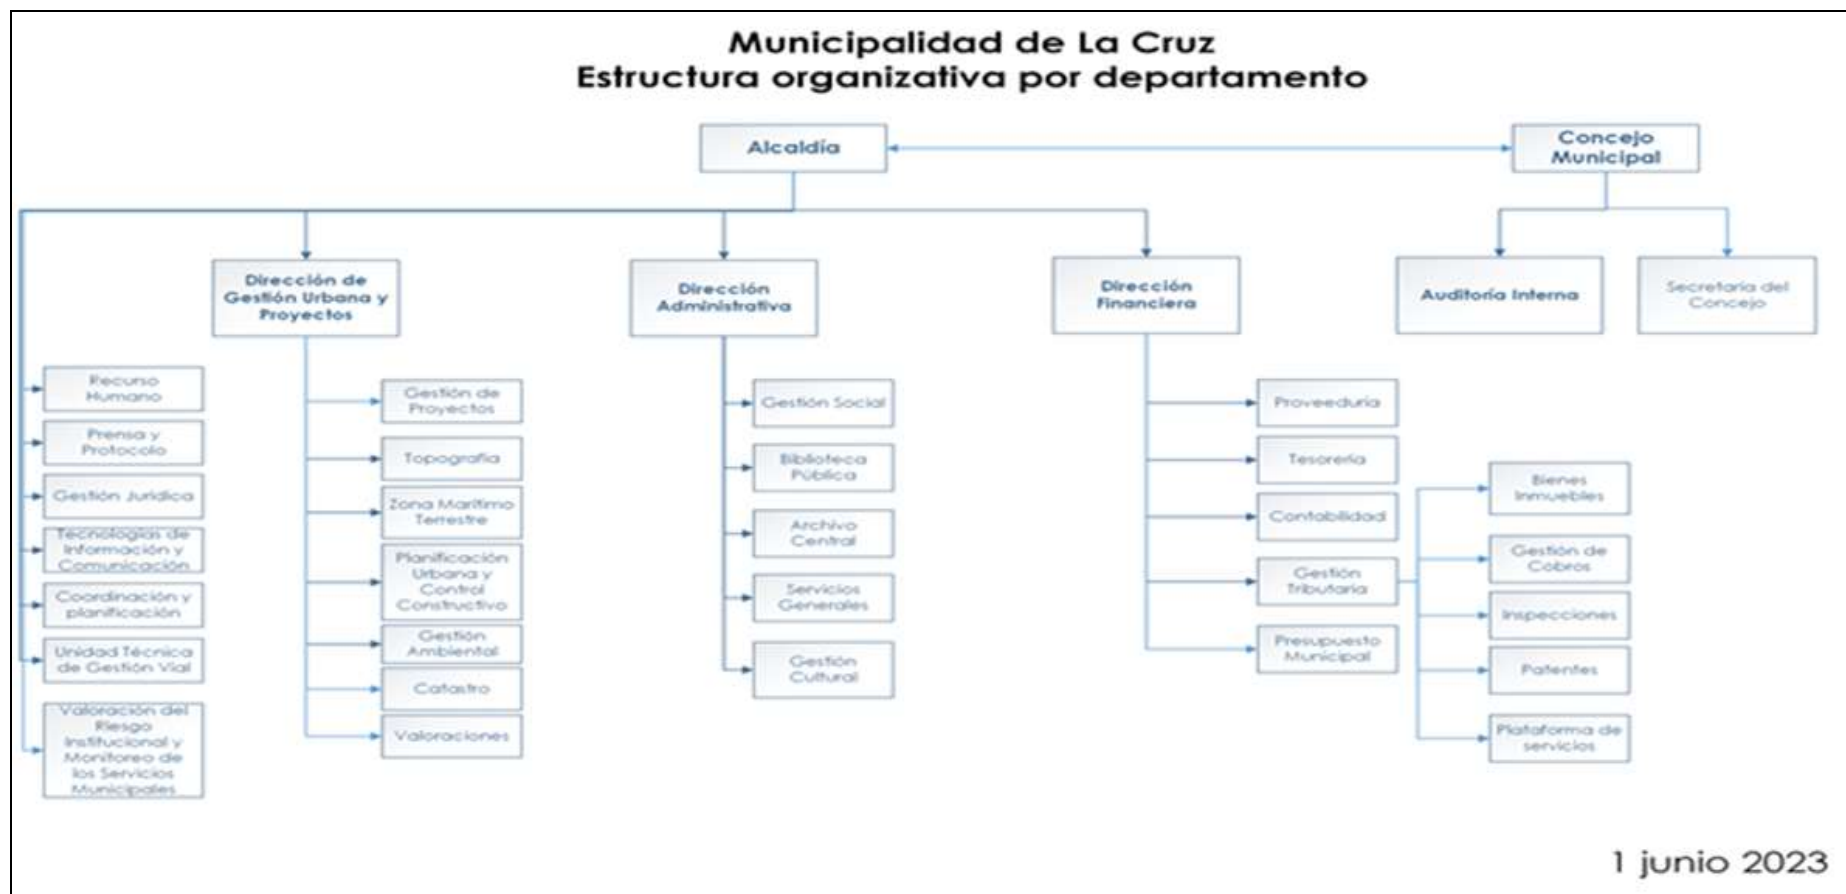 Municipalidad de La Cruz
Estructura organizativa por departamento
Alcaldía
Concejo
Municipal
Dirección de
Gestión Urbana y
Proyectos
Dirección
Administrativa
Dirección
Financiera
Auditoría Interna
Secretaría del
Concejo
Recurso
Humano
Prensa y
Protocolo
Gestión Jurídica
Tecnologías de
Información y
Comunicación
Coordinación y
planificación
Unidad Técnica
de Gestión Vial
Valoración del
Riesgo
Institucional y
Monitoreo de
los Servicios
Municipales
Gestión de
Proyectos
Topografía
Zona Marítimo
Terrestre
Planificación
Urbana y
Control
Constructivo
Gestión
Ambiental
Catastro
Valoraciones
Gestión Social
Biblioteca
Pública
Archivo
Central
Servicios
Generales
Gestión
Cultural
Proveeduría
Tesorería
Contabilidad
Gestión
Tributaria
Presupuesto
Municipal
Bienes
Inmuebles
Gestión de
Cobros
Inspecciones
Patentes
Plataforma de
servicios
1 junio 2023